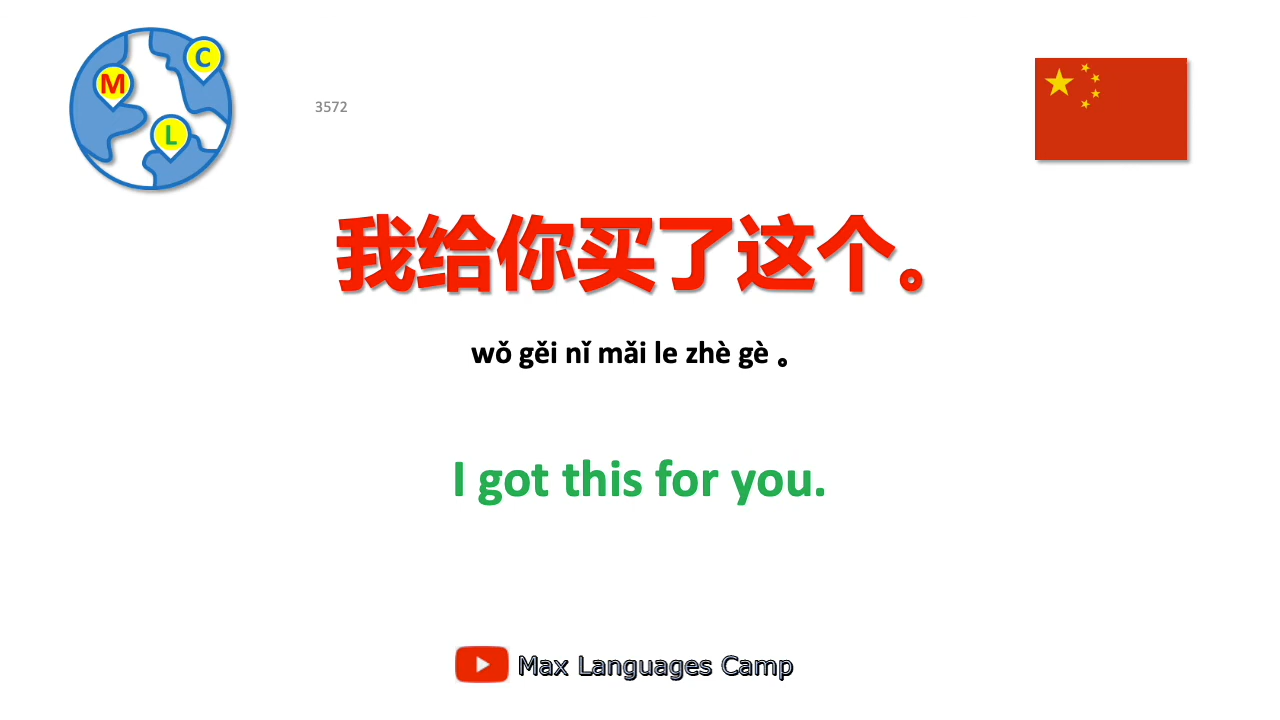 C
M
L
3572
我给你买了这个。
wǒ gěi nǐ mǎi le zhè gè 。
I got this for you.
Max Languages Camp